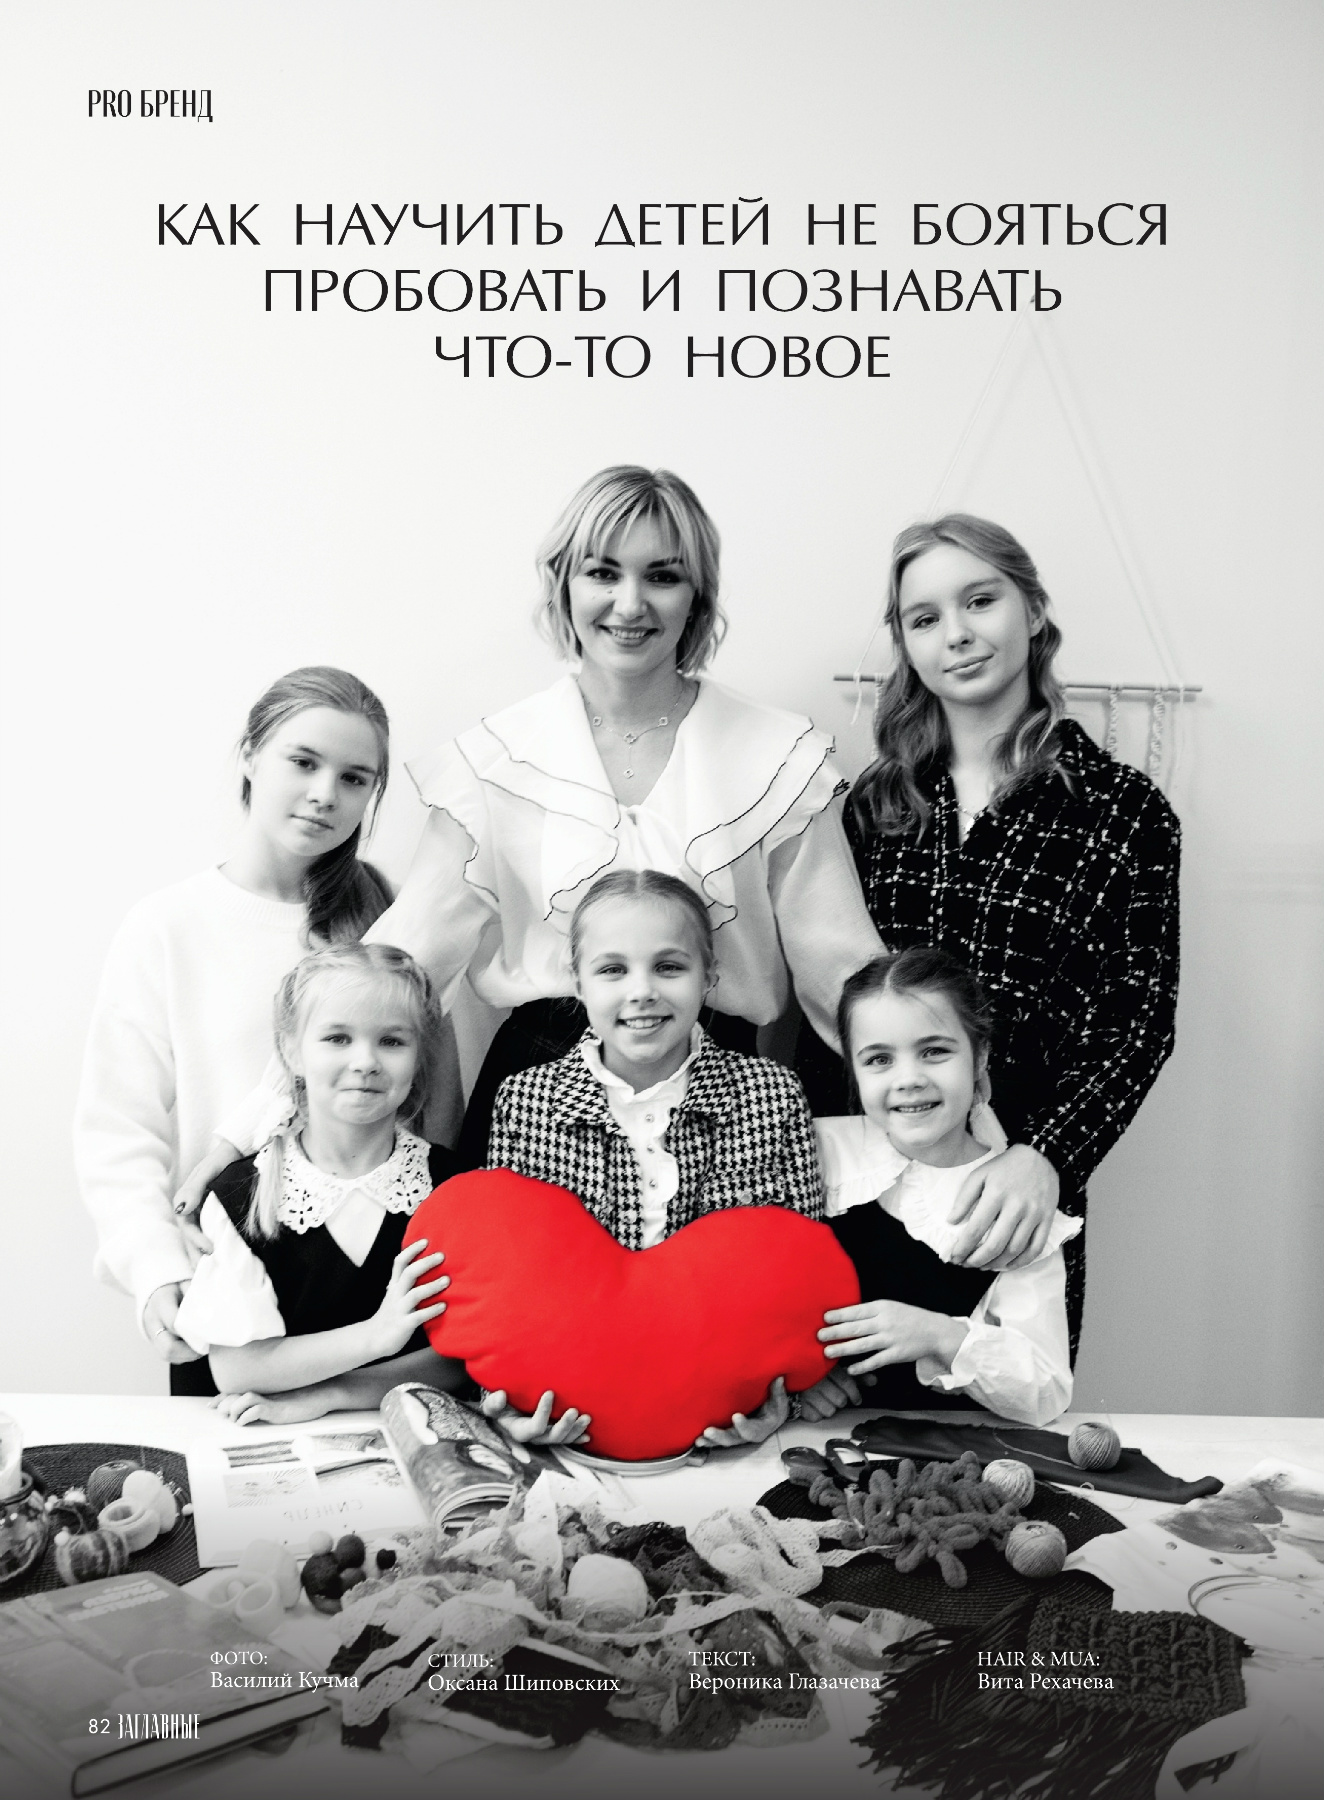 PRO БРЕНД
КАК НАУЧИТЬ ДЕТЕЙ НЕ БОЯТЬСЯ
ПРОБОВАТЬ И ПОЗНАВАТЬ
ЧТО-ТО НОВОЕ
ФОТО:
Василий Кучма
СТИЛЬ:
Оксана Шиповских
ТЕКСТ:
Вероника Глазачева
HAIR & MUA:
Вита Рехачева
82 ЗАГЛАВНЫЕ